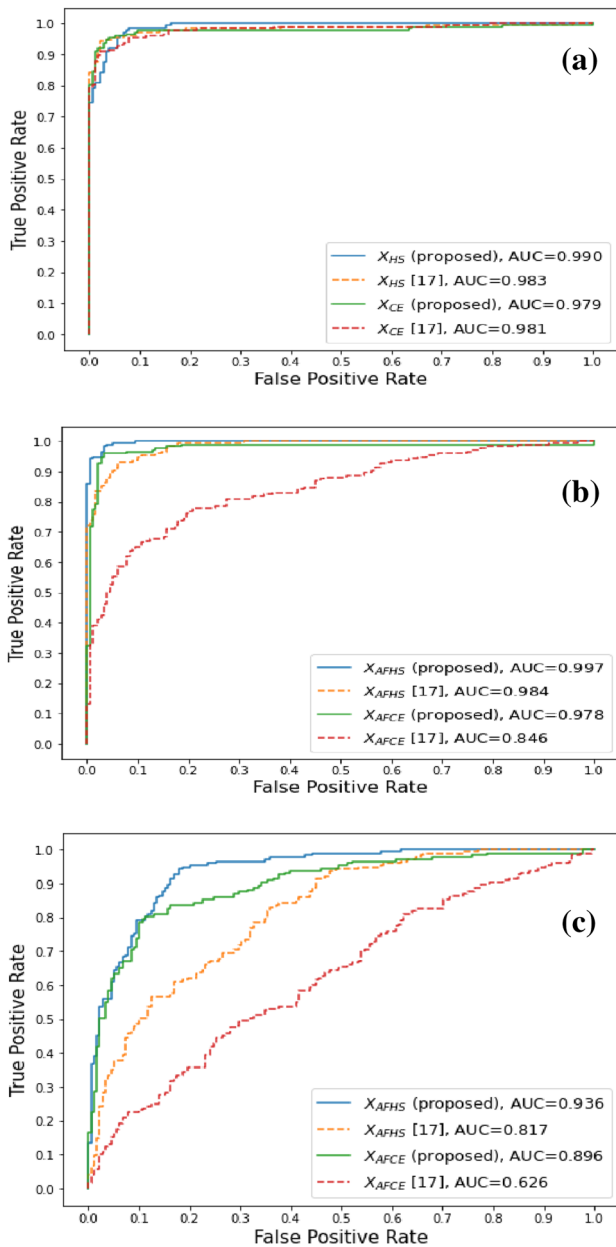 (a)
True Positive Rate
1.0
0.9
0.8
0.7
0.6
0.5
0.4
0.3
0.2
0.1
0.0
X_HS (proposed), AUC=0.990
X_HS [17], AUC=0.983
X_CE (proposed), AUC=0.979
X_CE [17], AUC=0.981
0.0 0.1 0.2 0.3 0.4 0.5 0.6 0.7 0.8 0.9 1.0
False Positive Rate
(b)
True Positive Rate
1.0
0.9
0.8
0.7
0.6
0.5
0.4
0.3
0.2
0.1
0.0
X_AFHS (proposed), AUC=0.997
X_AFHS [17], AUC=0.984
X_AFCE (proposed), AUC=0.978
X_AFCE [17], AUC=0.846
0.0 0.1 0.2 0.3 0.4 0.5 0.6 0.7 0.8 0.9 1.0
False Positive Rate
(c)
True Positive Rate
1.0
0.9
0.8
0.7
0.6
0.5
0.4
0.3
0.2
0.1
0.0
X_AFHS (proposed), AUC=0.936
X_AFHS [17], AUC=0.817
X_AFCE (proposed), AUC=0.896
X_AFCE [17], AUC=0.626
0.0 0.1 0.2 0.3 0.4 0.5 0.6 0.7 0.8 0.9 1.0
False Positive Rate